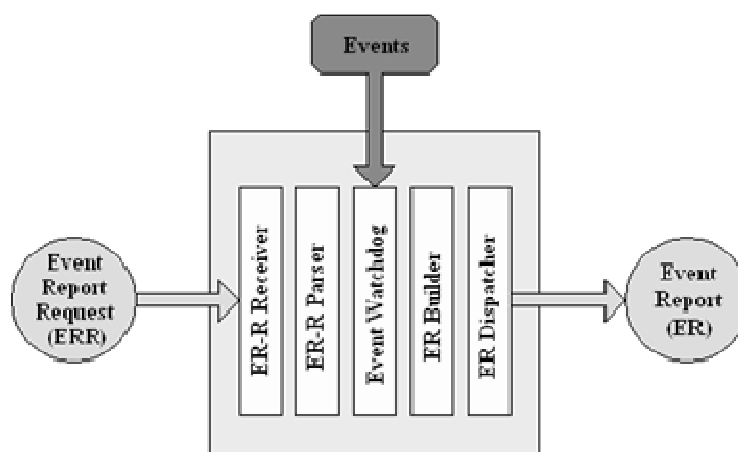 Events
Event
Report
Request
(ERR)
ER-R Receiver
ER-R Parser
Event Watchdog
ER Builder
ER Dispatcher
Event
Report
(ER)